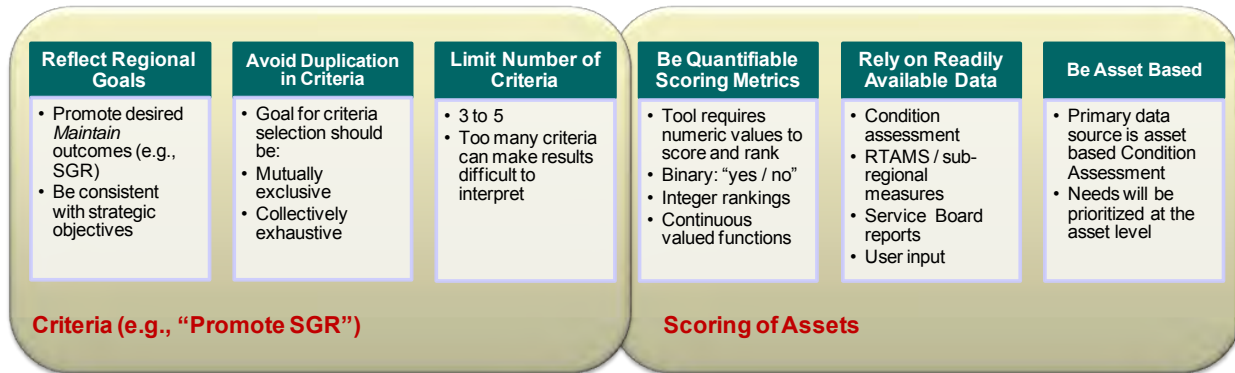 Reflect Regional
Goals
• Promote desired
Maintain
outcomes (e.g.,
SGR)
• Be consistent
with strategic
objectives
Avoid Duplication
in Criteria
• Goal for criteria
selection should
be:
• Mutually
exclusive
• Collectively
exhaustive
Limit Number of
Criteria
• 3 to 5
• Too many criteria
can make results
difficult to
interpret
Criteria (e.g., “Promote SGR”)
Be Quantifiable
Scoring Metrics
• Tool requires
numeric values to
score and rank
• Binary: “yes / no”
• Integer rankings
• Continuous
valued functions
Rely on Readily
Available Data
• Condition
assessment
• RTAMS / sub-
regional
measures
• Service Board
reports
• User input
Be Asset Based
• Primary data
source is asset
based Condition
Assessment
• Needs will be
prioritized at the
asset level
Scoring of Assets